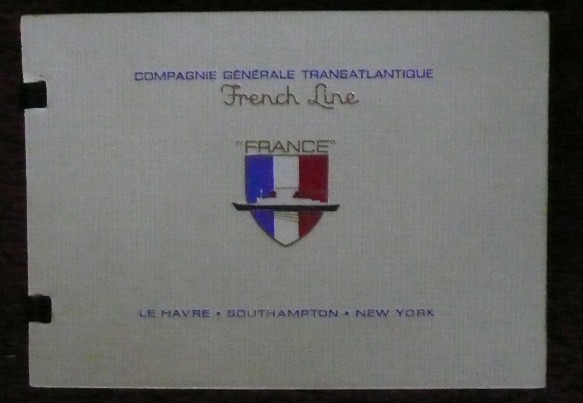 COMPAGNIE GÉNÉRALE TRANSATLANTIQUE
French Line
"FRANCE"
LE HAVRE • SOUTHAMPTON • NEW YORK